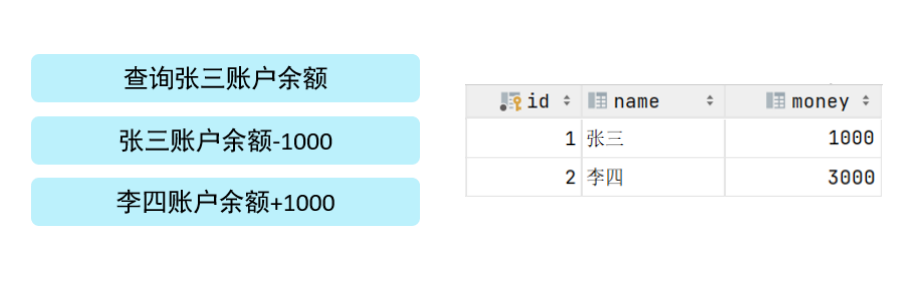 查询张三账户余额
张三账户余额-1000
李四账户余额+1000
id name money
1 张三 1000
2 李四 3000